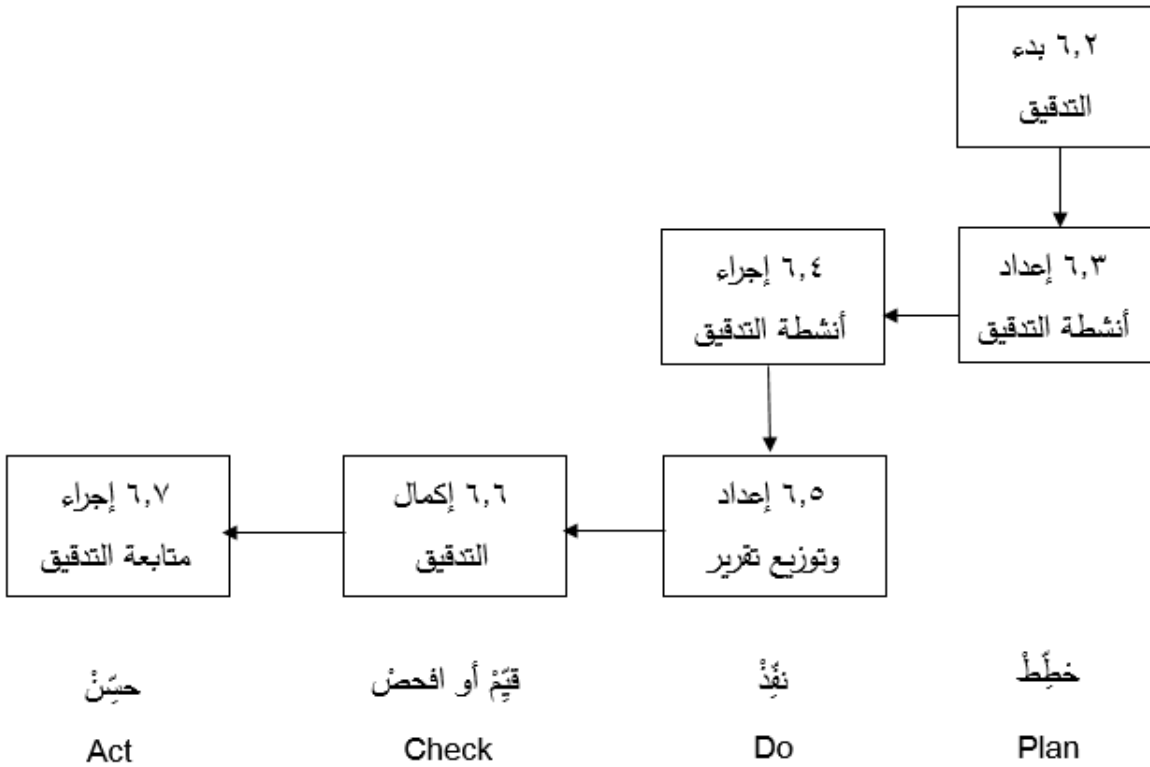 ٦,٢ بدء
التدقيق
٦,٣ إعداد
أنشطة التدقيق
٦,٤ إجراء
أنشطة التدقيق
٦,٥ إعداد
وتوزيع تقرير
٦,٦ إكمال
التدقيق
٦,٧ إجراء
متابعة التدقيق
خطِّطْ
نفِّذْ
قيِّمْ أو افحصْ
حسِّنْ
Plan
Do
Check
Act